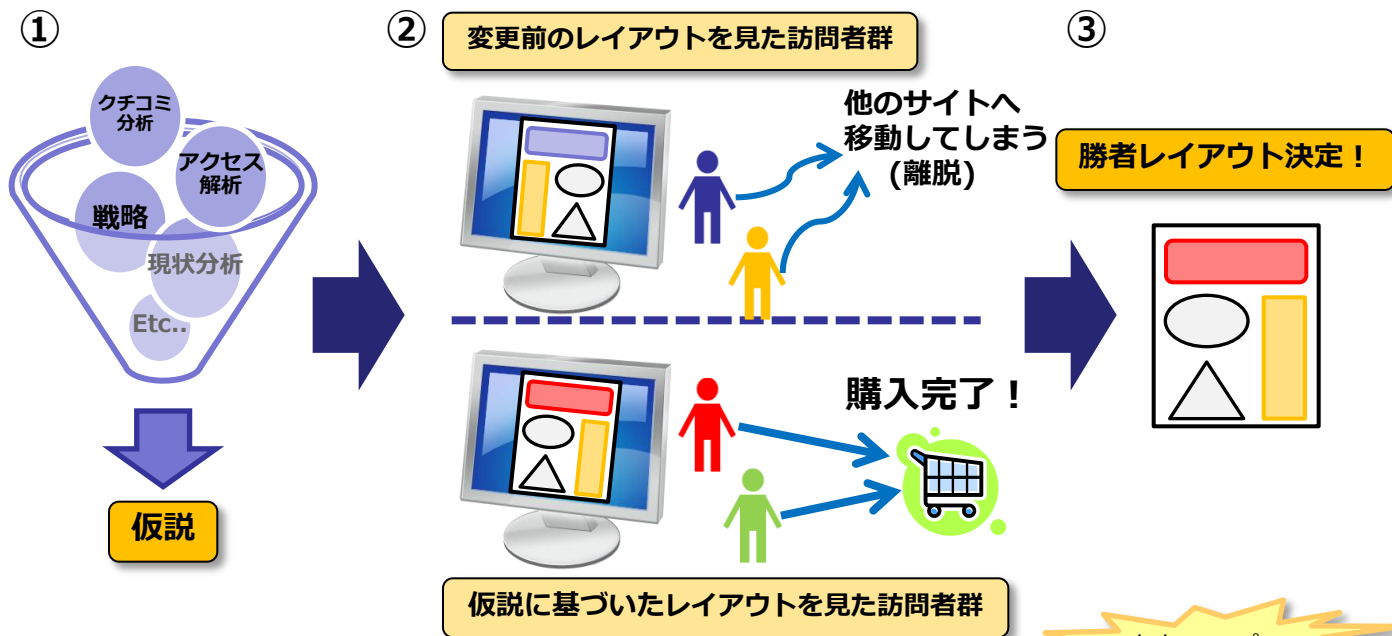 ①
クチコミ
分析
アクセス
解析
戦略
現状分析
Etc..
仮説
②
変更前のレイアウトを見た訪問者群
他のサイトへ
移動してしまう
(離脱)
購入完了！
仮説に基づいたレイアウトを見た訪問者群
③
勝者レイアウト決定！